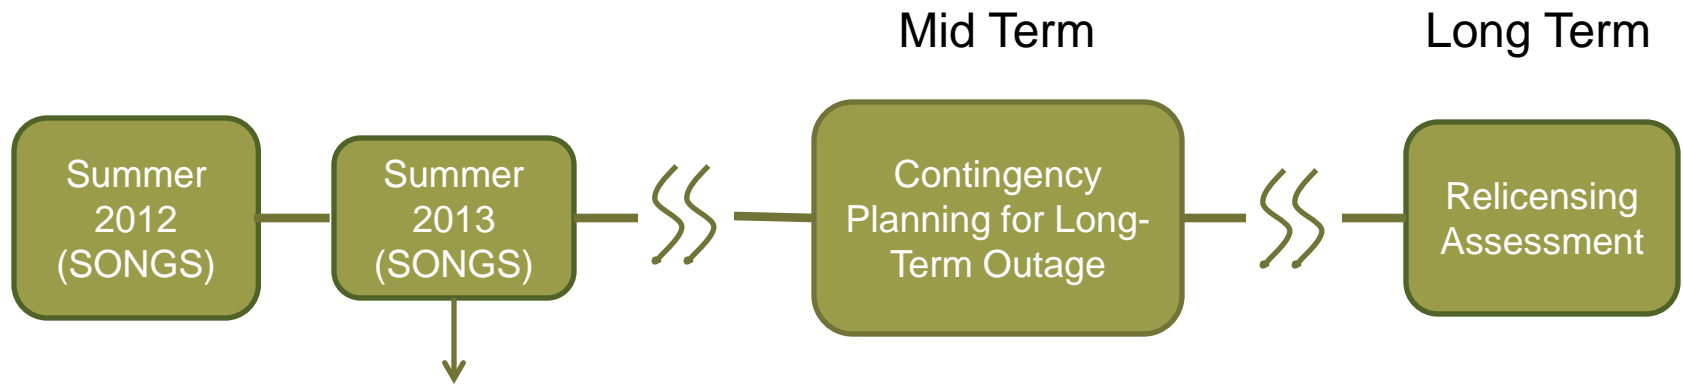 Mid Term
Long Term
Summer
2012
(SONGS)
Summer
2013
(SONGS)
Contingency
Planning for Long-
Term Outage
Relicensing
Assessment